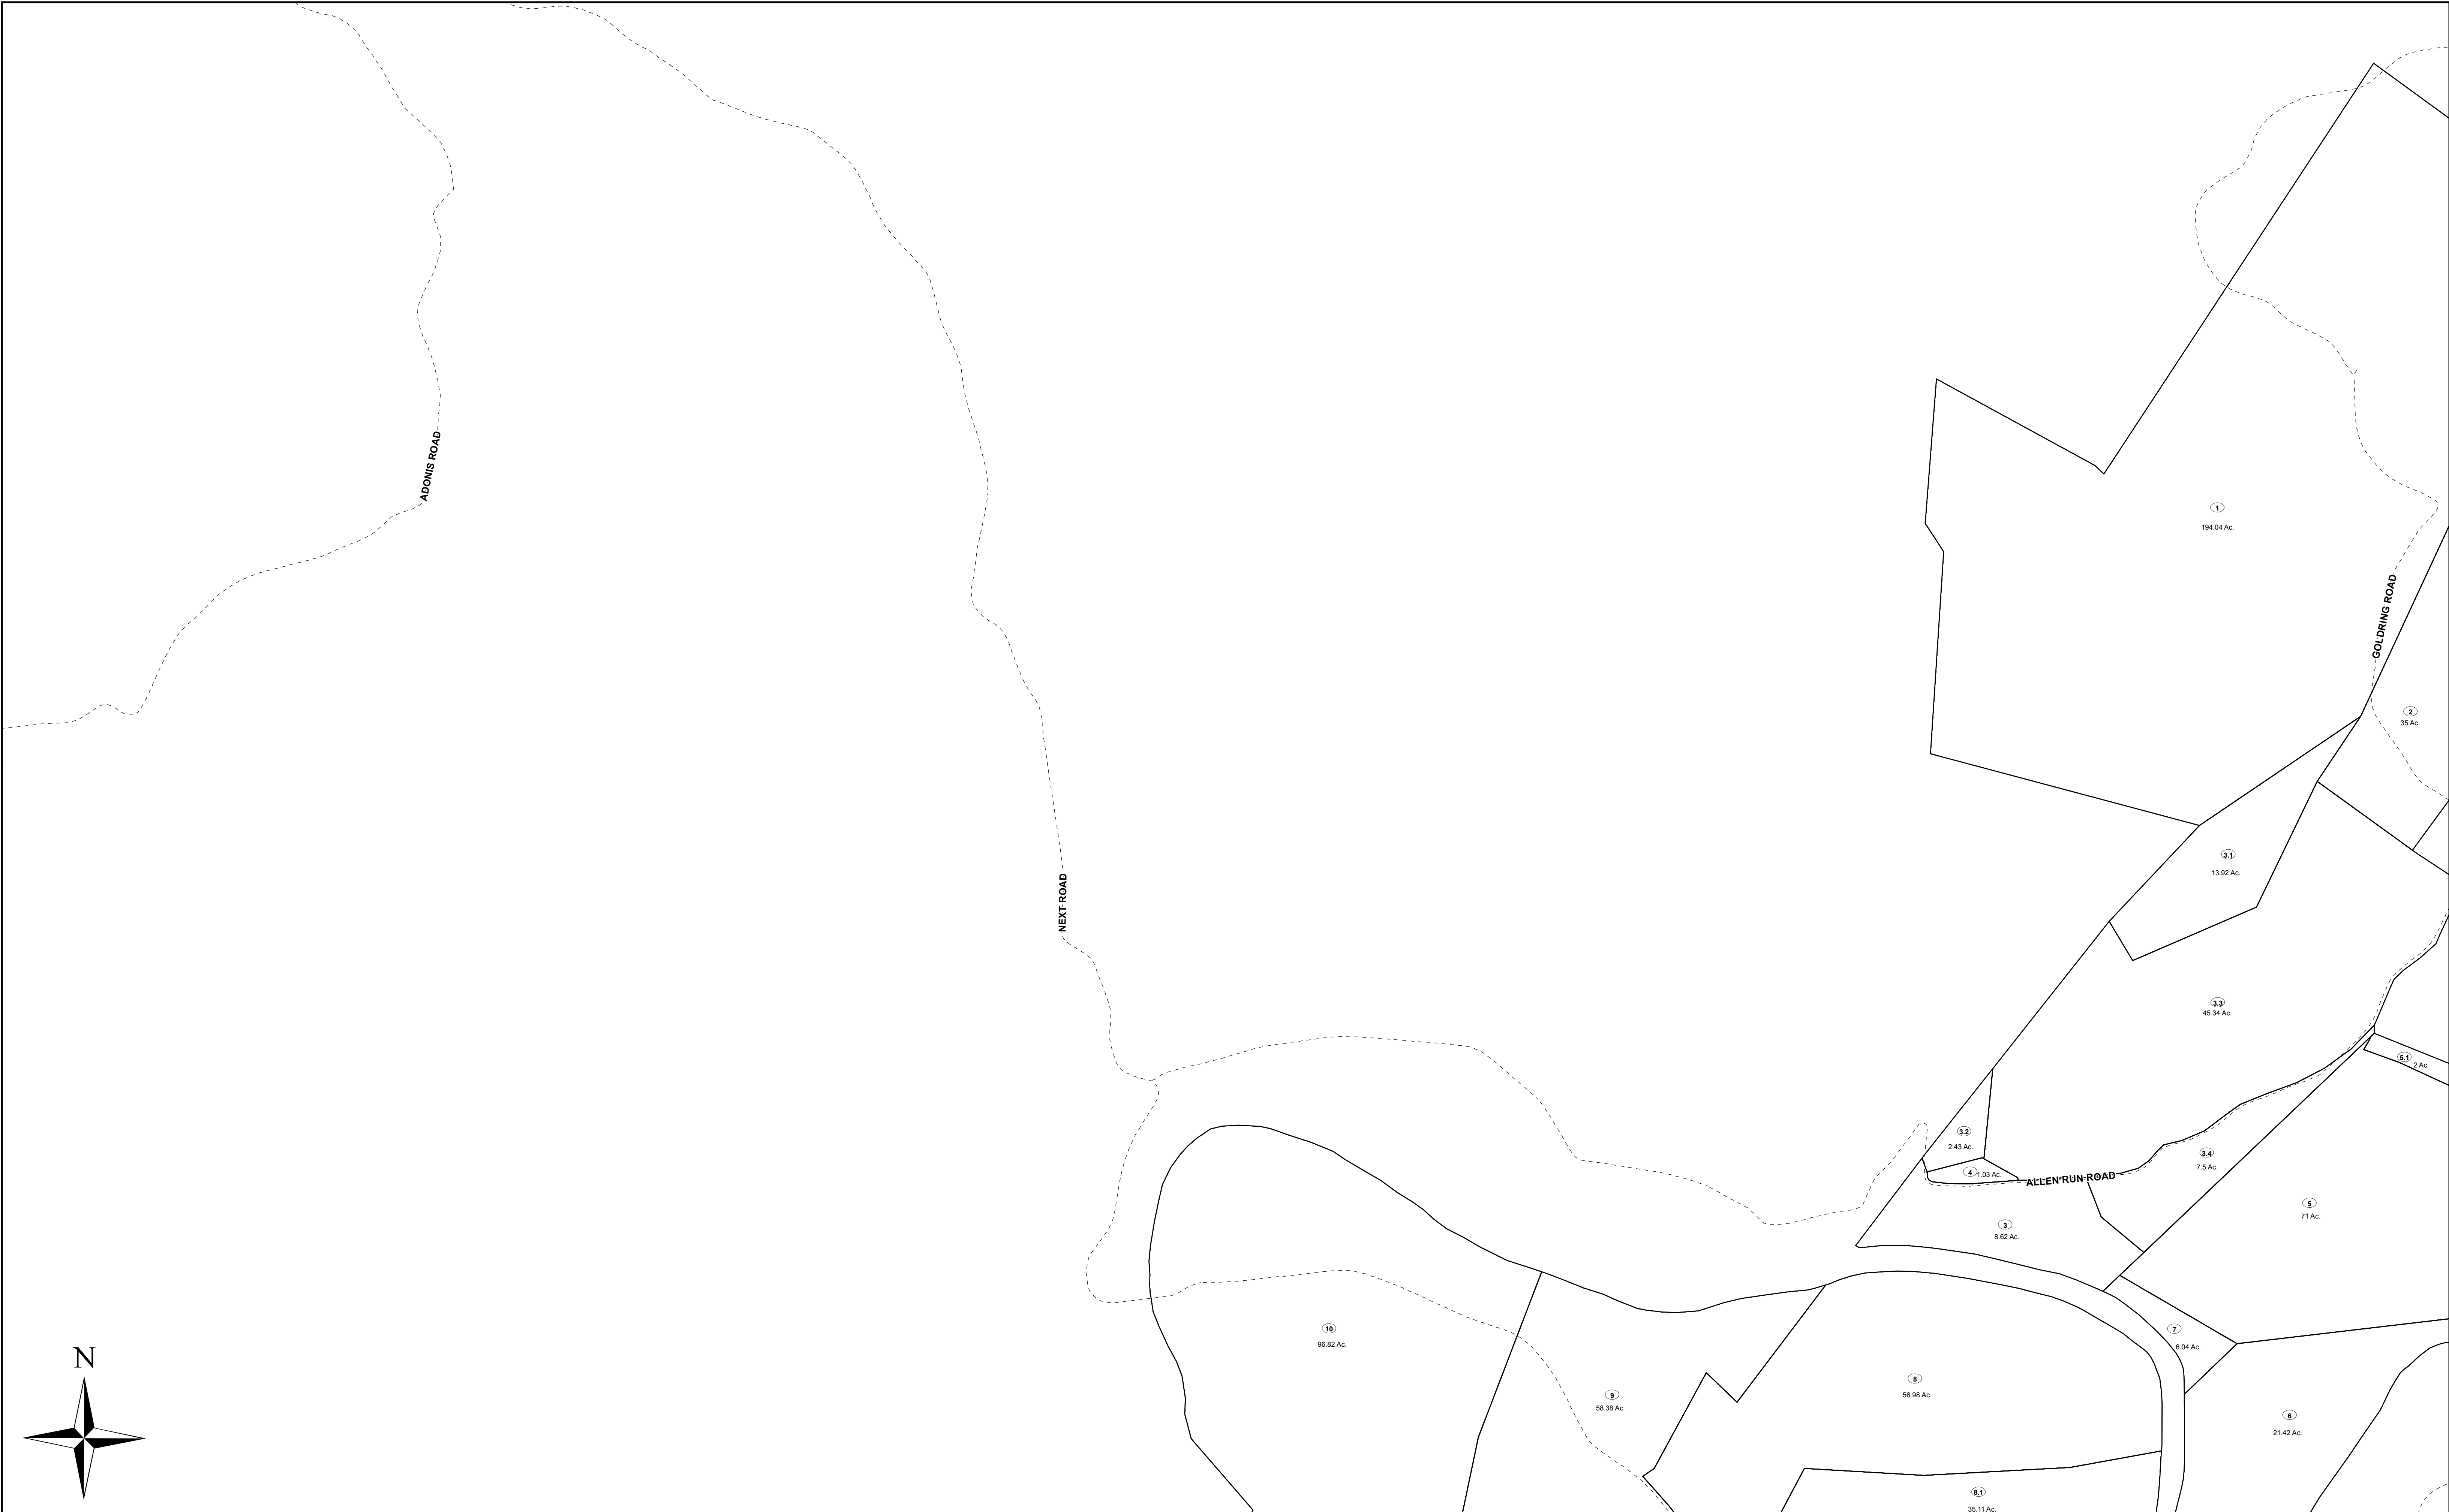 ADONIS ROAD
1
194.04 Ac.
GOLDRING ROAD
2
35 Ac.
3.1
13.92 Ac.
NEXT ROAD
3.3
45.34 Ac.
5.1
2 Ac.
3.2
2.43 Ac.
4
1.03 Ac.
ALLEN RUN ROAD
3.4
7.5 Ac.
5
71 Ac.
3
8.62 Ac.
10
96.82 Ac.
7
6.04 Ac.
N
8
56.98 Ac.
9
58.38 Ac.
6
21.42 Ac.
8.1
35.11 Ac.